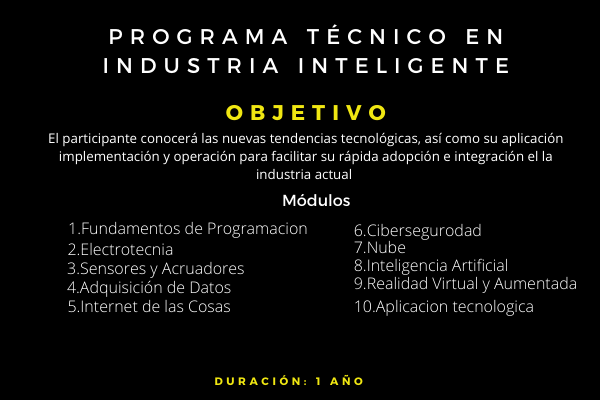 PROGRAMA TÉCNICO EN
INDUSTRIA INTELIGENTE
OBJETIVO
El participante conocerá las nuevas tendencias tecnológicas, así como su aplicación
implementación y operación para facilitar su rápida adopción e integración el la
industria actual
Módulos
1.Fundamentos de Programacion
2.Electrotecnia
3.Sensores y Acruadores
4.Adquisición de Datos
5.Internet de las Cosas
6.Cibersegurodad
7.Nube
8.Inteligencia Artificial
9.Realidad Virtual y Aumentada
10.Aplicacion tecnologica
DURACIÓN: 1 AÑO